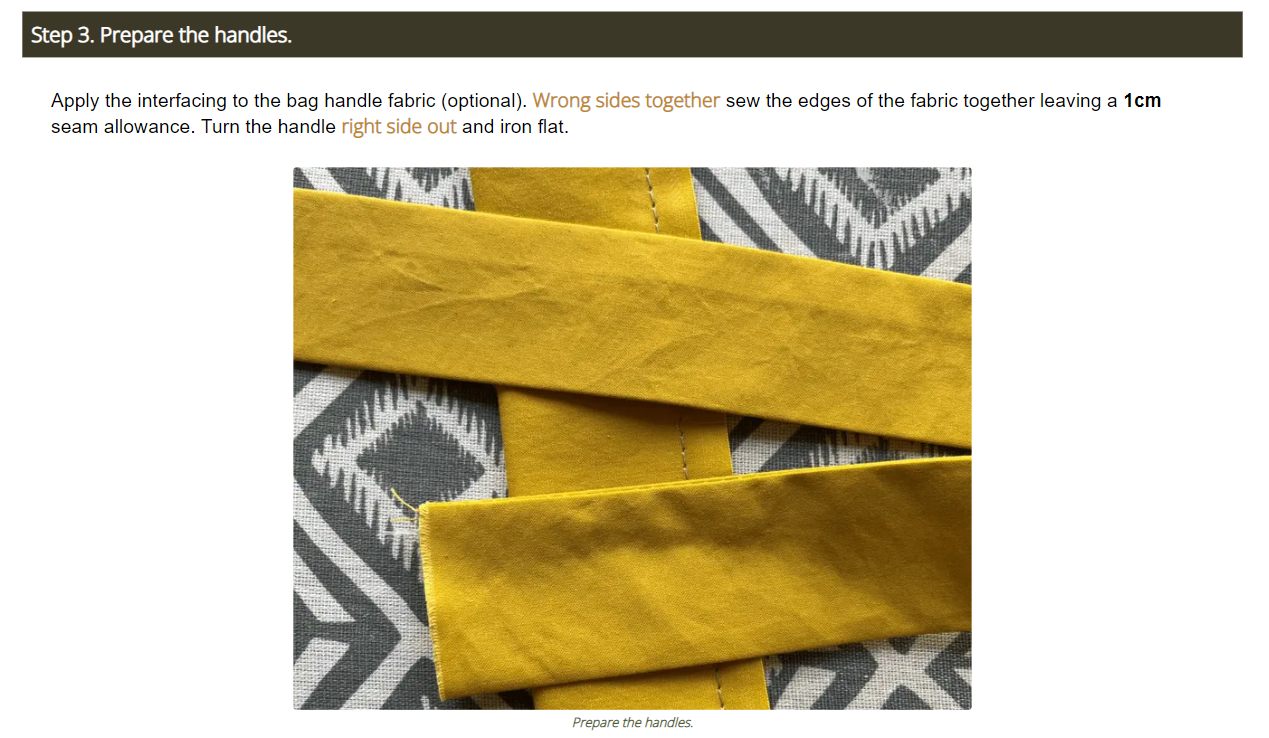 Step 3. Prepare the handles.
Apply the interfacing to the bag handle fabric (optional). Wrong sides together sew the edges of the fabric together leaving a 1cm
seam allowance. Turn the handle right side out and iron flat.
Prepare the handles.